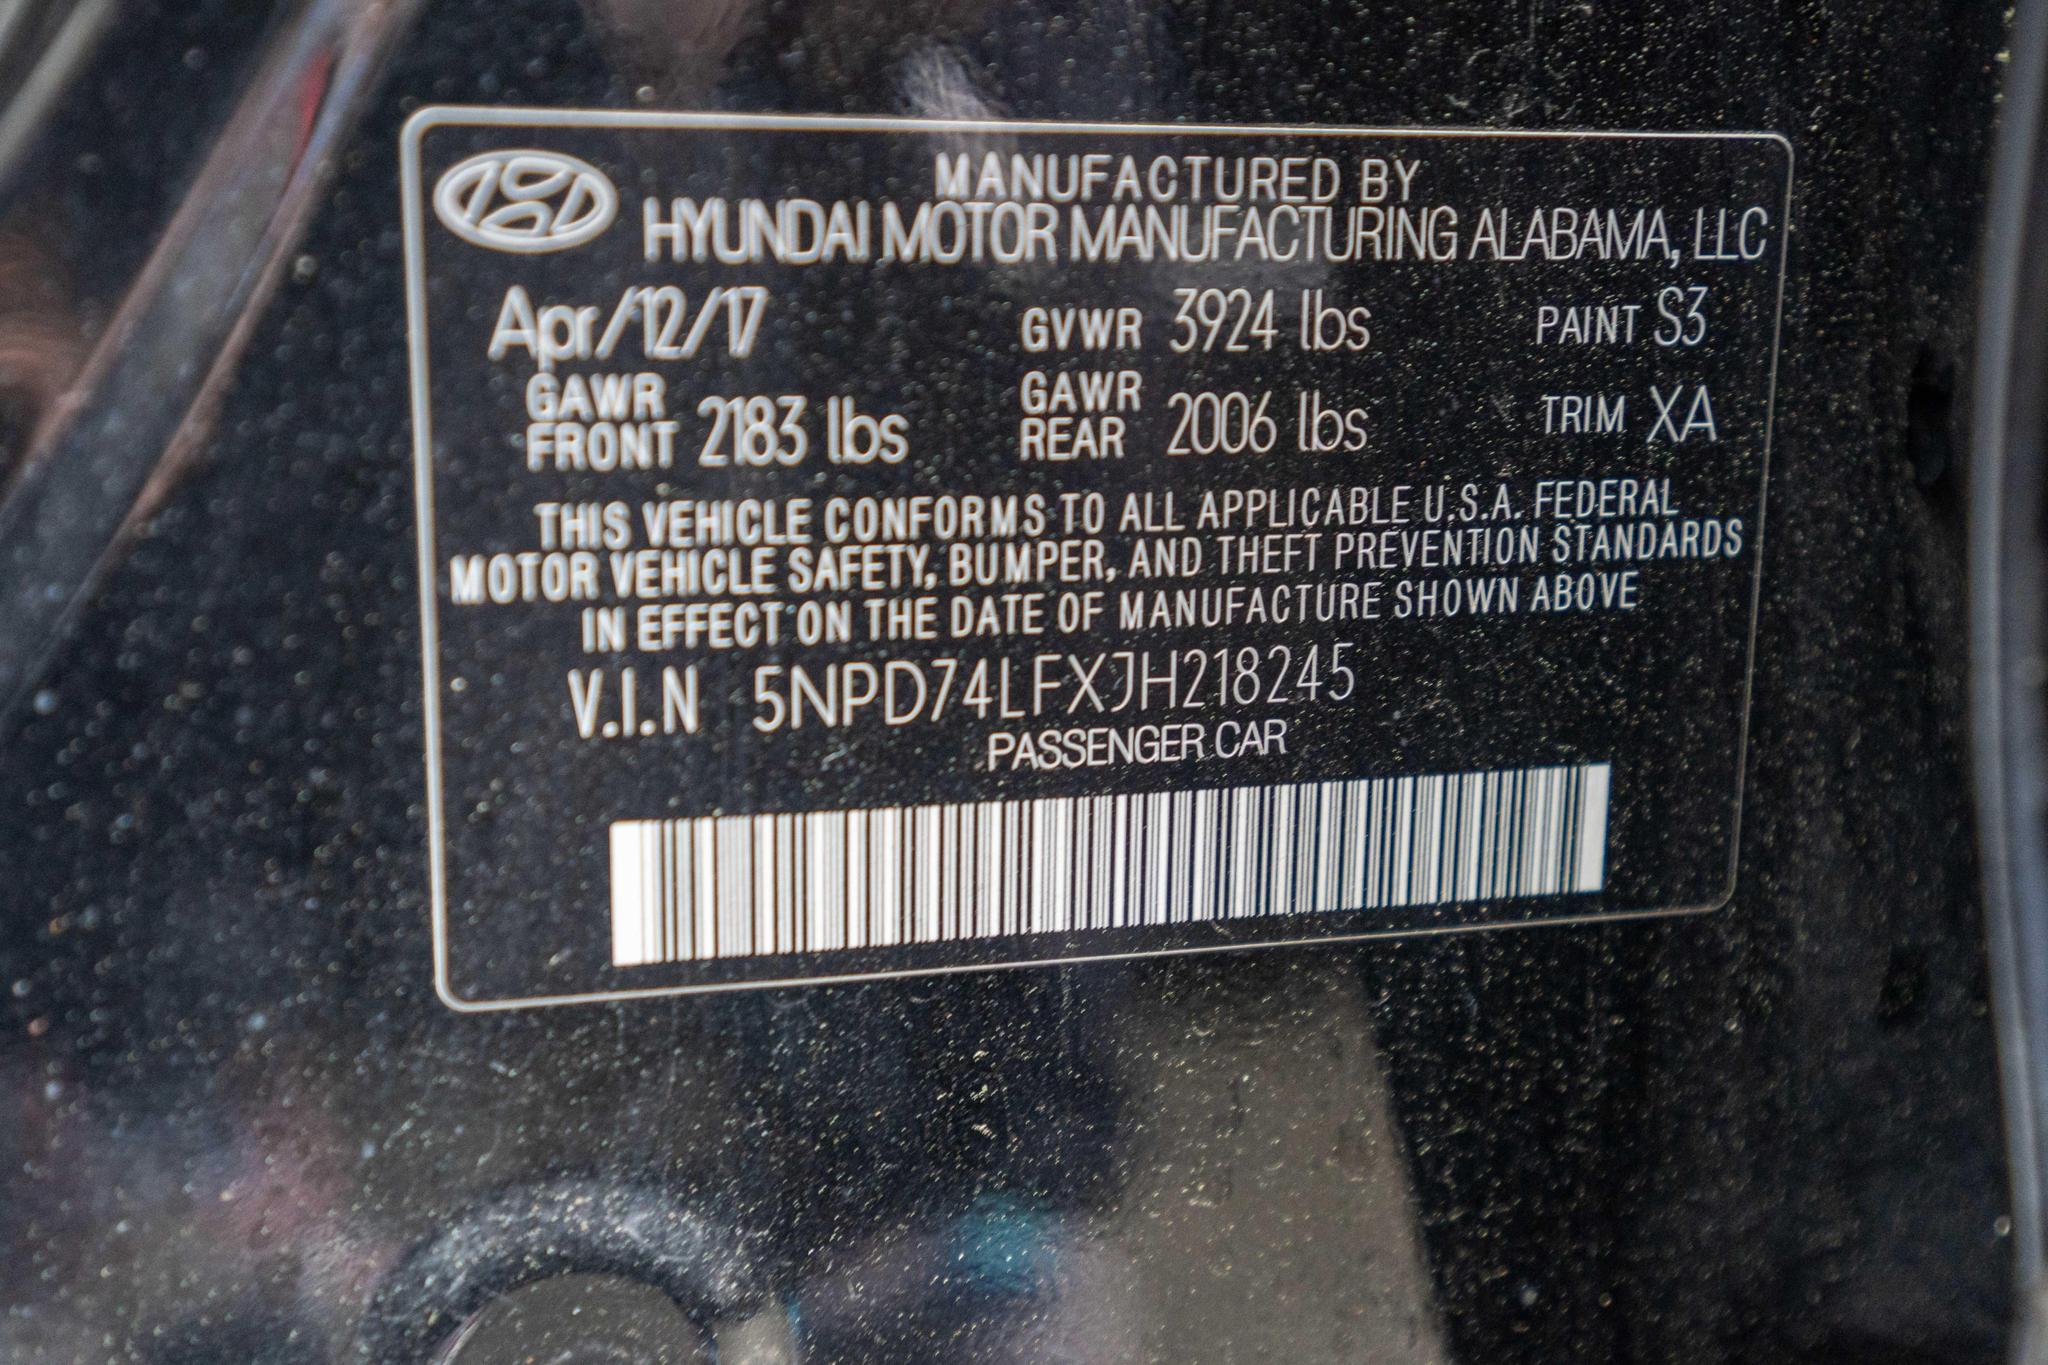 MANUFACTURED BY
HYUNDAI MOTOR MANUFACTURING ALABAMA, LLC
Apr/12/17 GVWR 3924 lbs PAINT S3
GAWR FRONT 2183 lbs GAWR REAR 2006 lbs TRIM XA
THIS VEHICLE CONFORMS TO ALL APPLICABLE U.S.A. FEDERAL
MOTOR VEHICLE SAFETY, BUMPER, AND THEFT PREVENTION STANDARDS
IN EFFECT ON THE DATE OF MANUFACTURE SHOWN ABOVE
V.I.N 5NPD74LFXJH218245
PASSENGER CAR